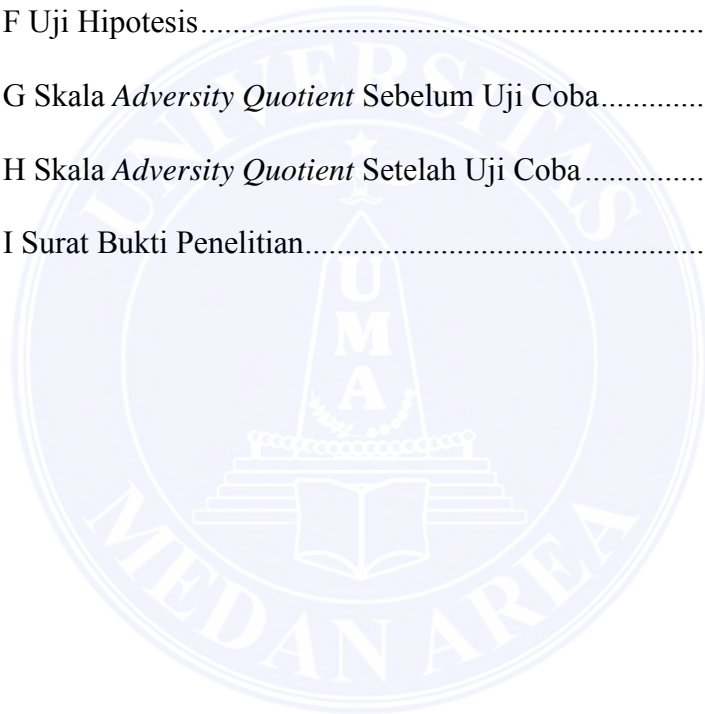 F Uji Hipotesis.............................................................
G Skala Adversity Quotient Sebelum Uji Coba.............
H Skala Adversity Quotient Setelah Uji Coba...............
I Surat Bukti Penelitian.................................................
UNIVERSITAS
UMA
MEDAN AREA